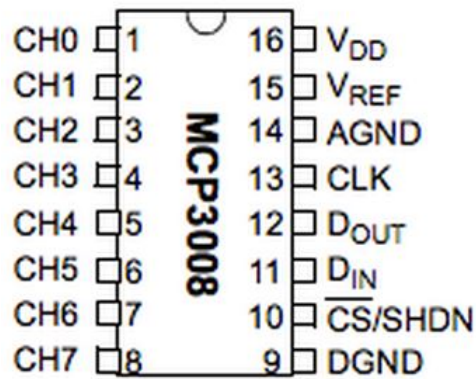 CH0 1 16 VDD
CH1 2 15 VREF
CH2 3 14 AGND
CH3 4 13 CLK
CH4 5 12 DOUT
CH5 6 11 DIN
CH6 7 10 C̅S̅/SHDN
CH7 8 9 DGND
MCP3008